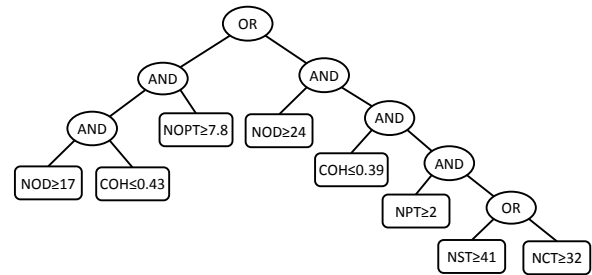 OR
AND
AND
AND
NOPT≥7.8
NOD≥24
AND
NOD≥17
COH≤0.43
COH≤0.39
AND
NPT≥2
OR
NST≥41
NCT≥32